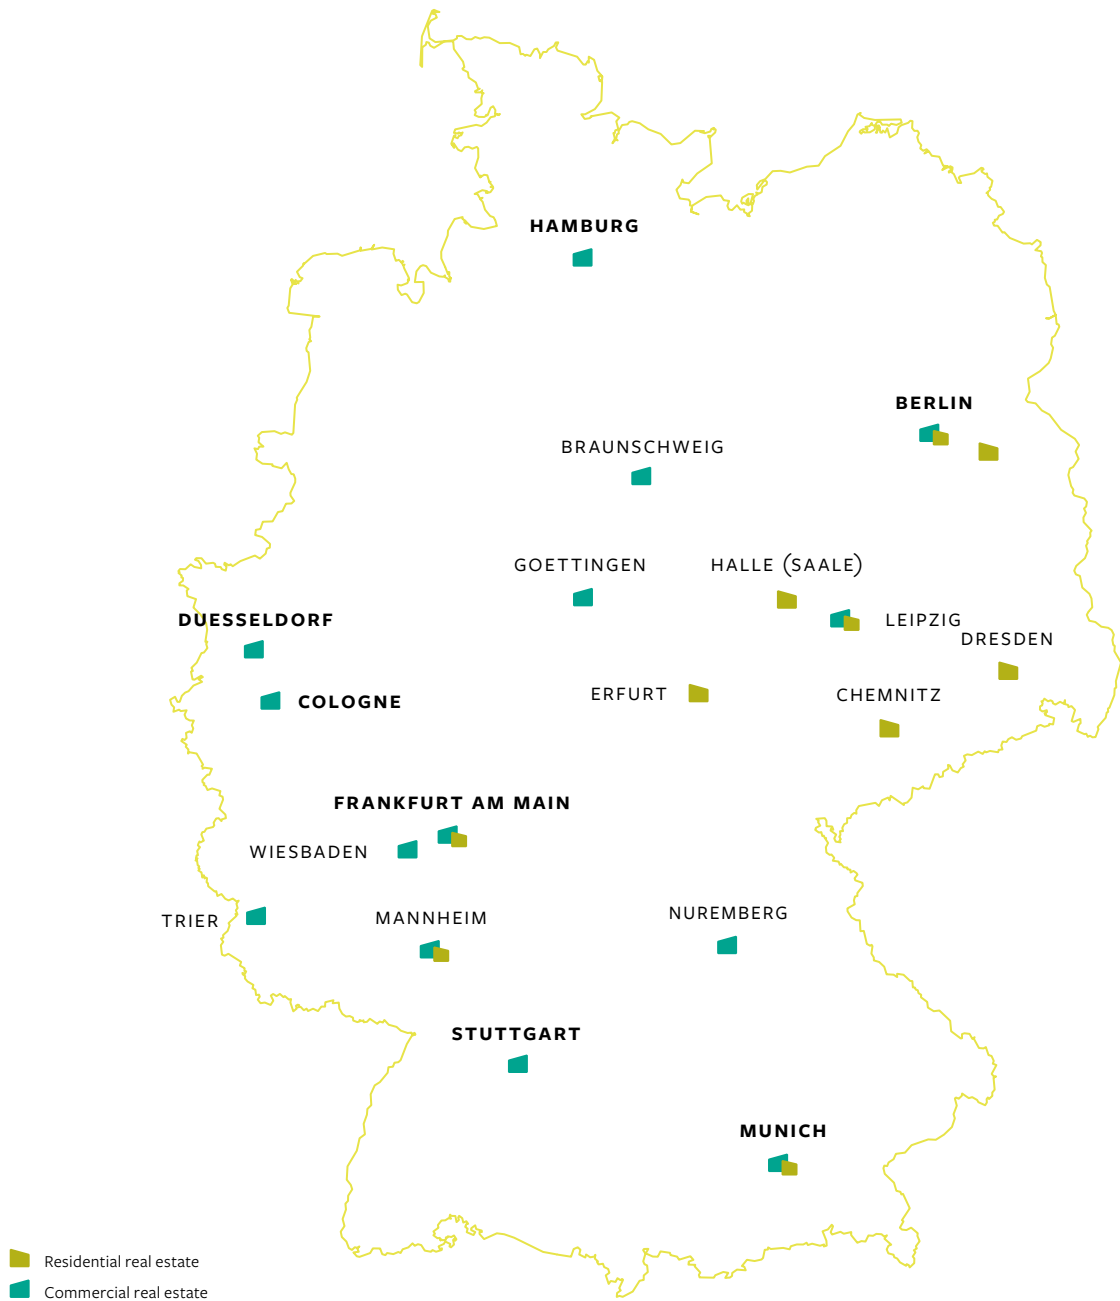 HAMBURG
BERLIN
BRAUNSCHWEIG
GOETTINGEN
HALLE (SAALE)
DUESSELDORF
LEIPZIG
DRESDEN
ERFURT
CHEMNITZ
COLOGNE
FRANKFURT AM MAIN
WIESBADEN
TRIER
MANNHEIM
NUREMBERG
STUTTGART
MUNICH
Residential real estate
Commercial real estate